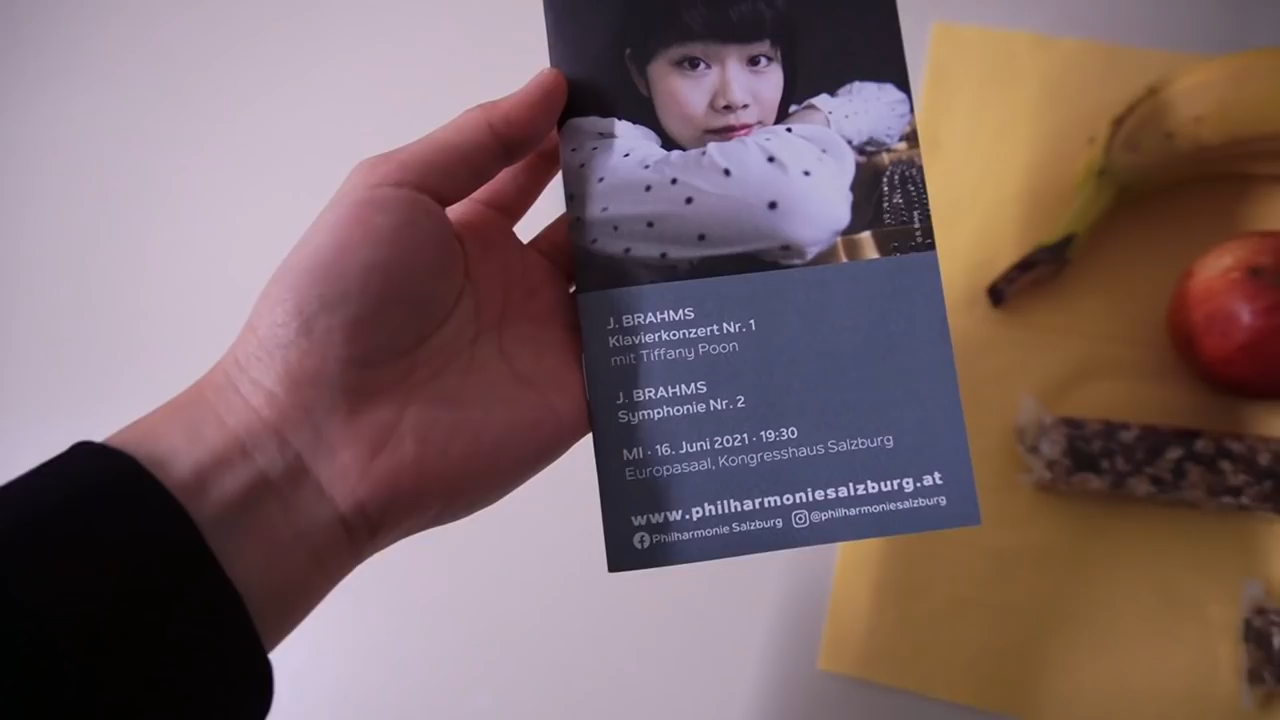 J. BRAHMS
Klavierkonzert Nr. 1
mit Tiffany Poon
J. BRAHMS
Symphonie Nr. 2
MI · 16. Juni 2021 · 19:30
Europasaal, Kongresshaus Salzburg
www.philharmoniesalzburg.at
Philharmonie Salzburg @philharmoniesalzburg